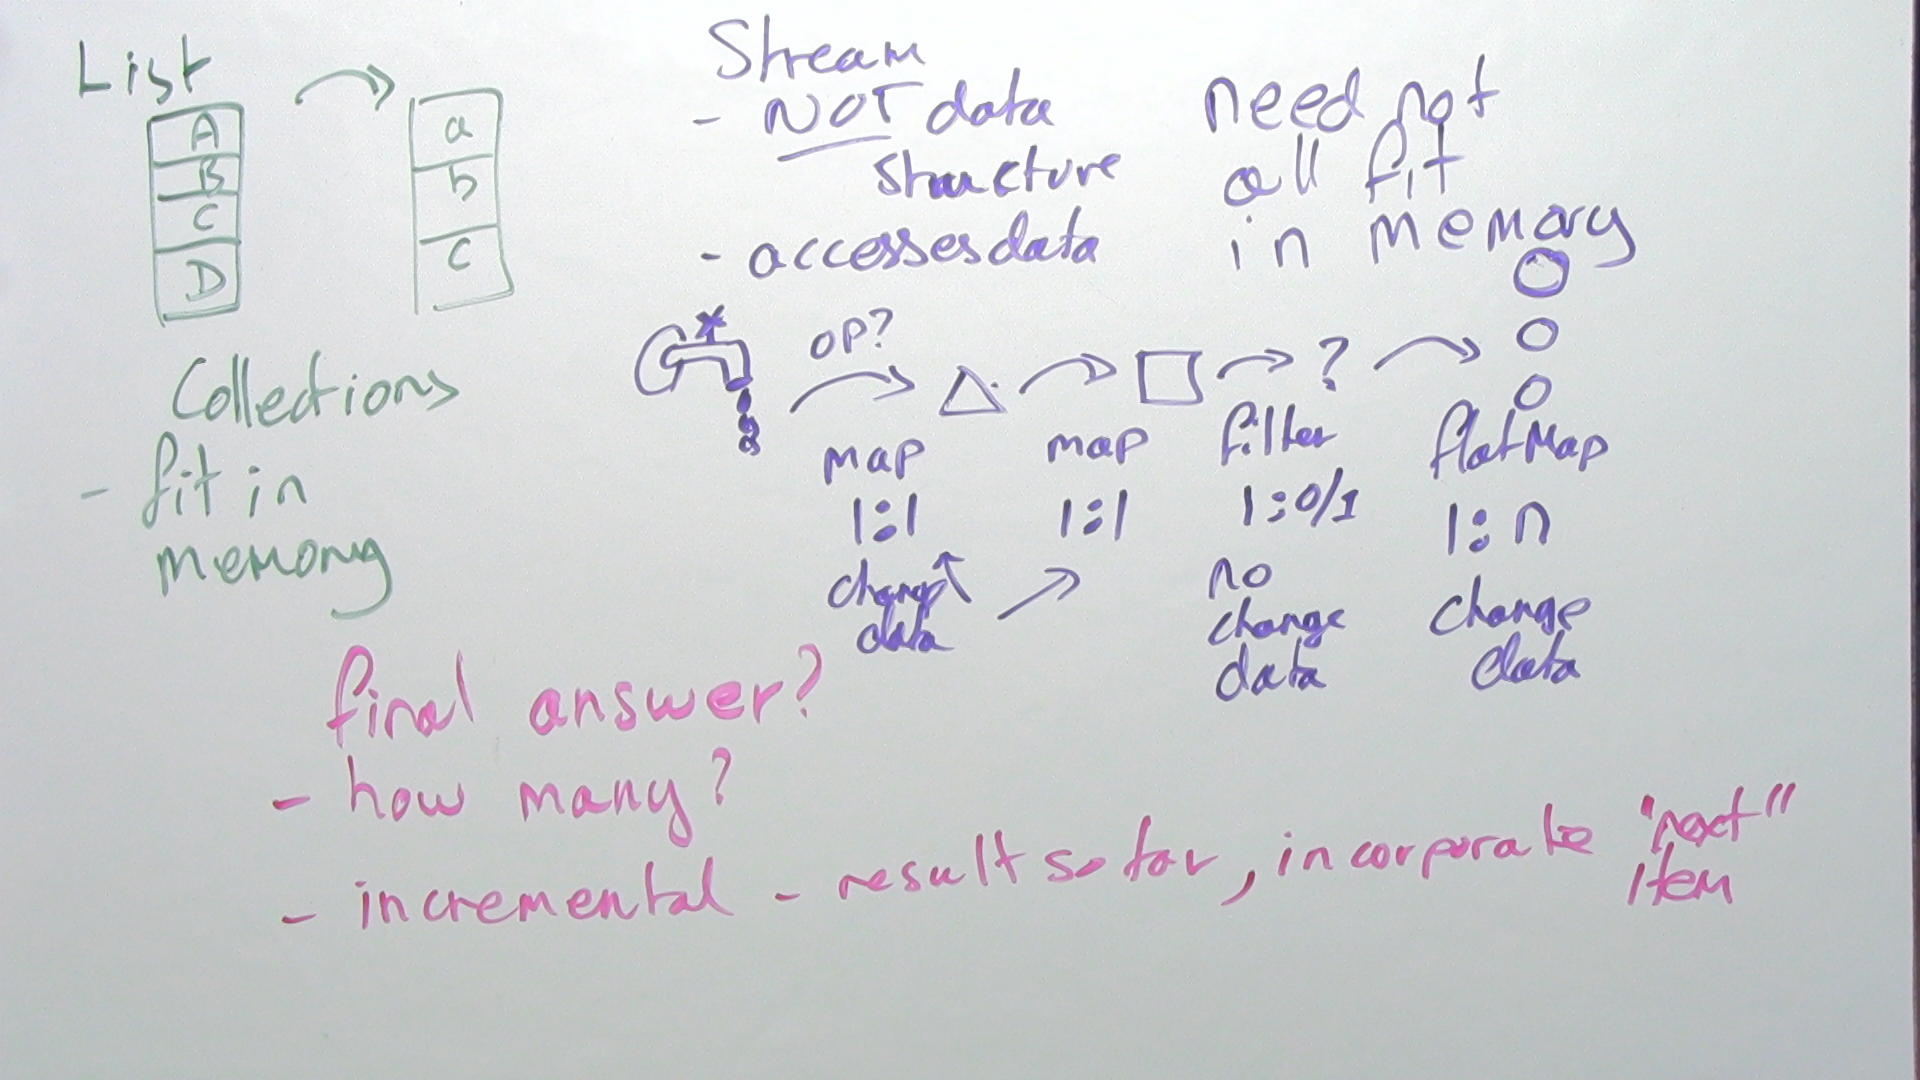 List
A
B
C
D
a
b
c
Collections
- fit in
memory
Stream
- NOT data
structure
- accesses data
need not
all fit
in memory
OP?
?
map
1:1
change
data
map
1:1
filter
1:0/1
no
change
data
flatMap
1:n
change
data
final answer?
- how many?
- incremental - result so far, incorporate "next"
item